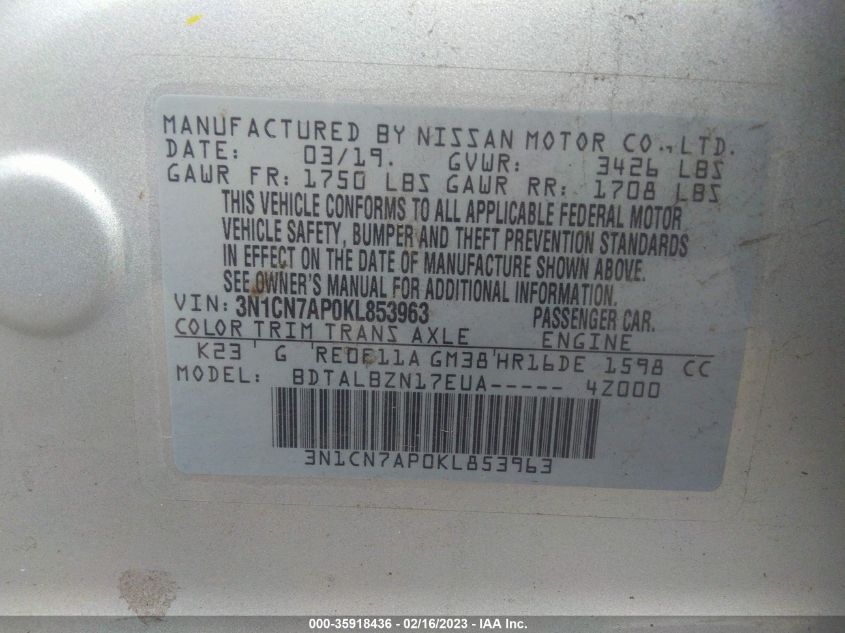 MANUFACTURED BY NISSAN MOTOR CO., LTD.
DATE: 03/19. GVWR: 3426 LBS
GAWR FR: 1750 LBS GAWR RR: 1708 LBS
THIS VEHICLE CONFORMS TO ALL APPLICABLE FEDERAL MOTOR
VEHICLE SAFETY, BUMPER AND THEFT PREVENTION STANDARDS
IN EFFECT ON THE DATE OF MANUFACTURE SHOWN ABOVE.
SEE OWNER'S MANUAL FOR ADDITIONAL INFORMATION.
VIN: 3N1CN7AP0KL853963 PASSENGER CAR.
COLOR TRIM TRANS AXLE ENGINE
K23 ' G 'RE0F11A GM38'HR16DE 1598 CC
MODEL: BDTALBZN17EUA----- 4Z000
3N1CN7AP0KL853963
000-35918436 - 02/16/2023 - IAA Inc.